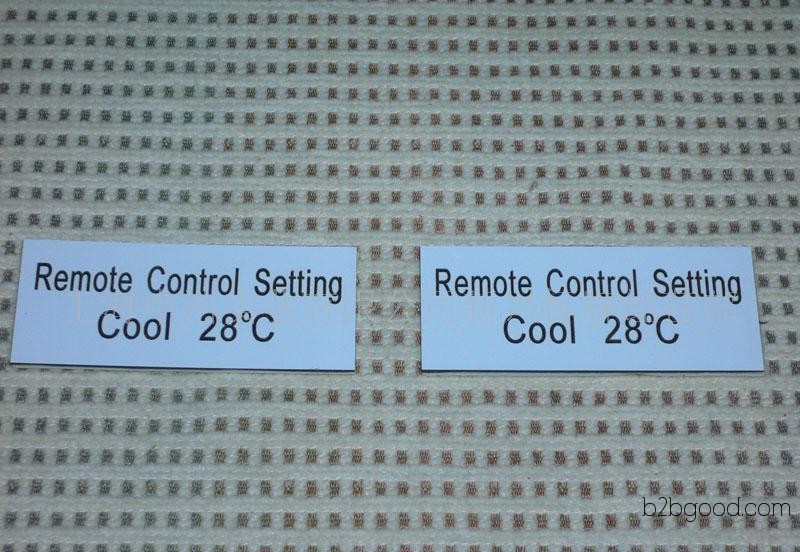 Remote Control Setting
Cool 28°C
Remote Control Setting
Cool 28°C
b2bgood.com